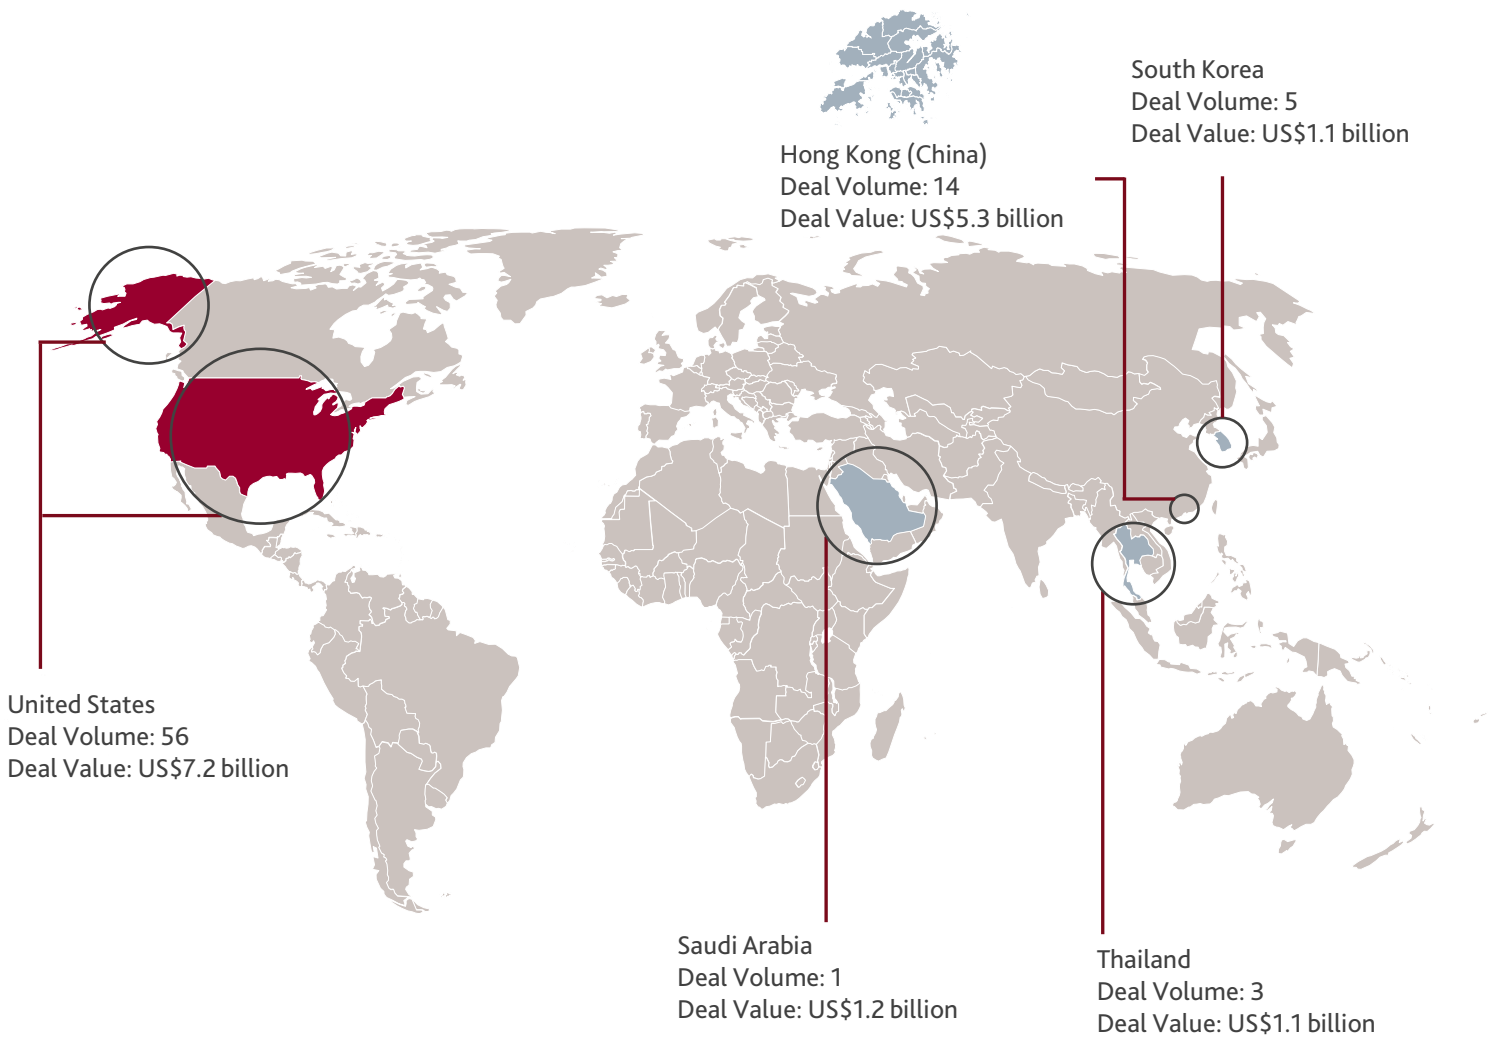 South Korea
Deal Volume: 5
Deal Value: US$1.1 billion
Hong Kong (China)
Deal Volume: 14
Deal Value: US$5.3 billion
United States
Deal Volume: 56
Deal Value: US$7.2 billion
Saudi Arabia
Deal Volume: 1
Deal Value: US$1.2 billion
Thailand
Deal Volume: 3
Deal Value: US$1.1 billion